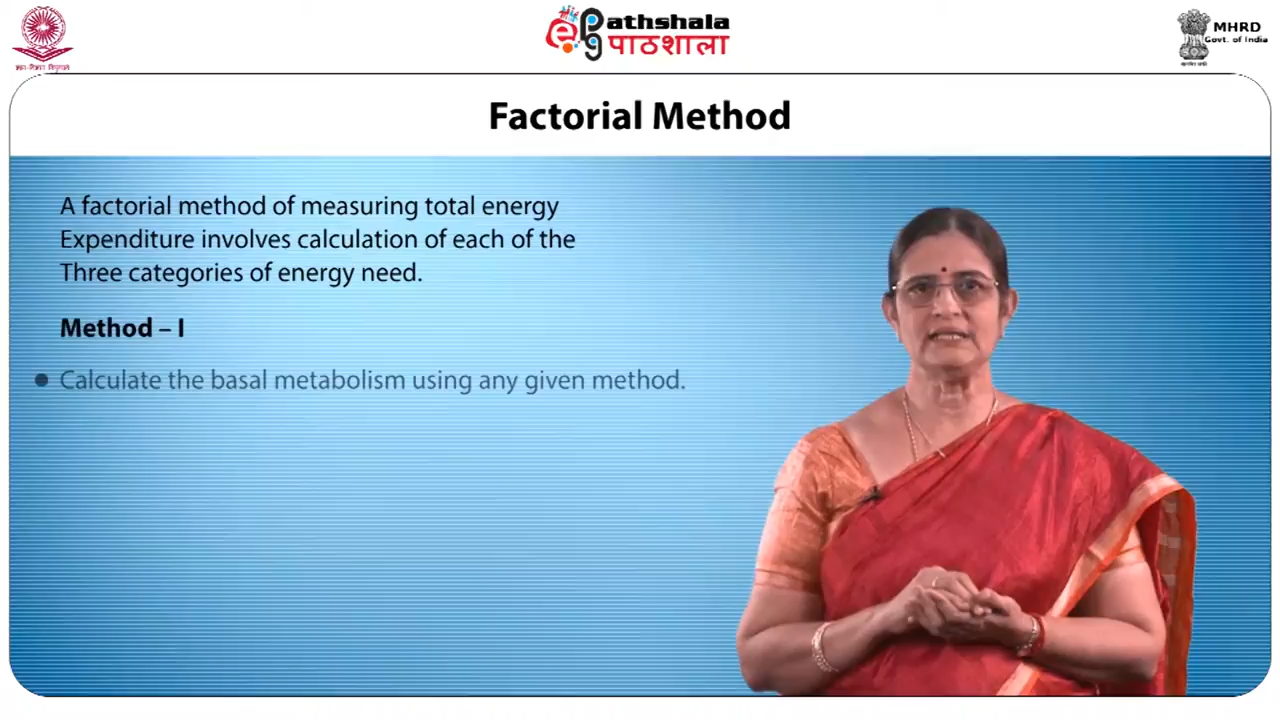 ePathshala
पाठशाला
MHRD
Govt. of India
Factorial Method
A factorial method of measuring total energy
Expenditure involves calculation of each of the
Three categories of energy need.
Method – I
● Calculate the basal metabolism using any given method.